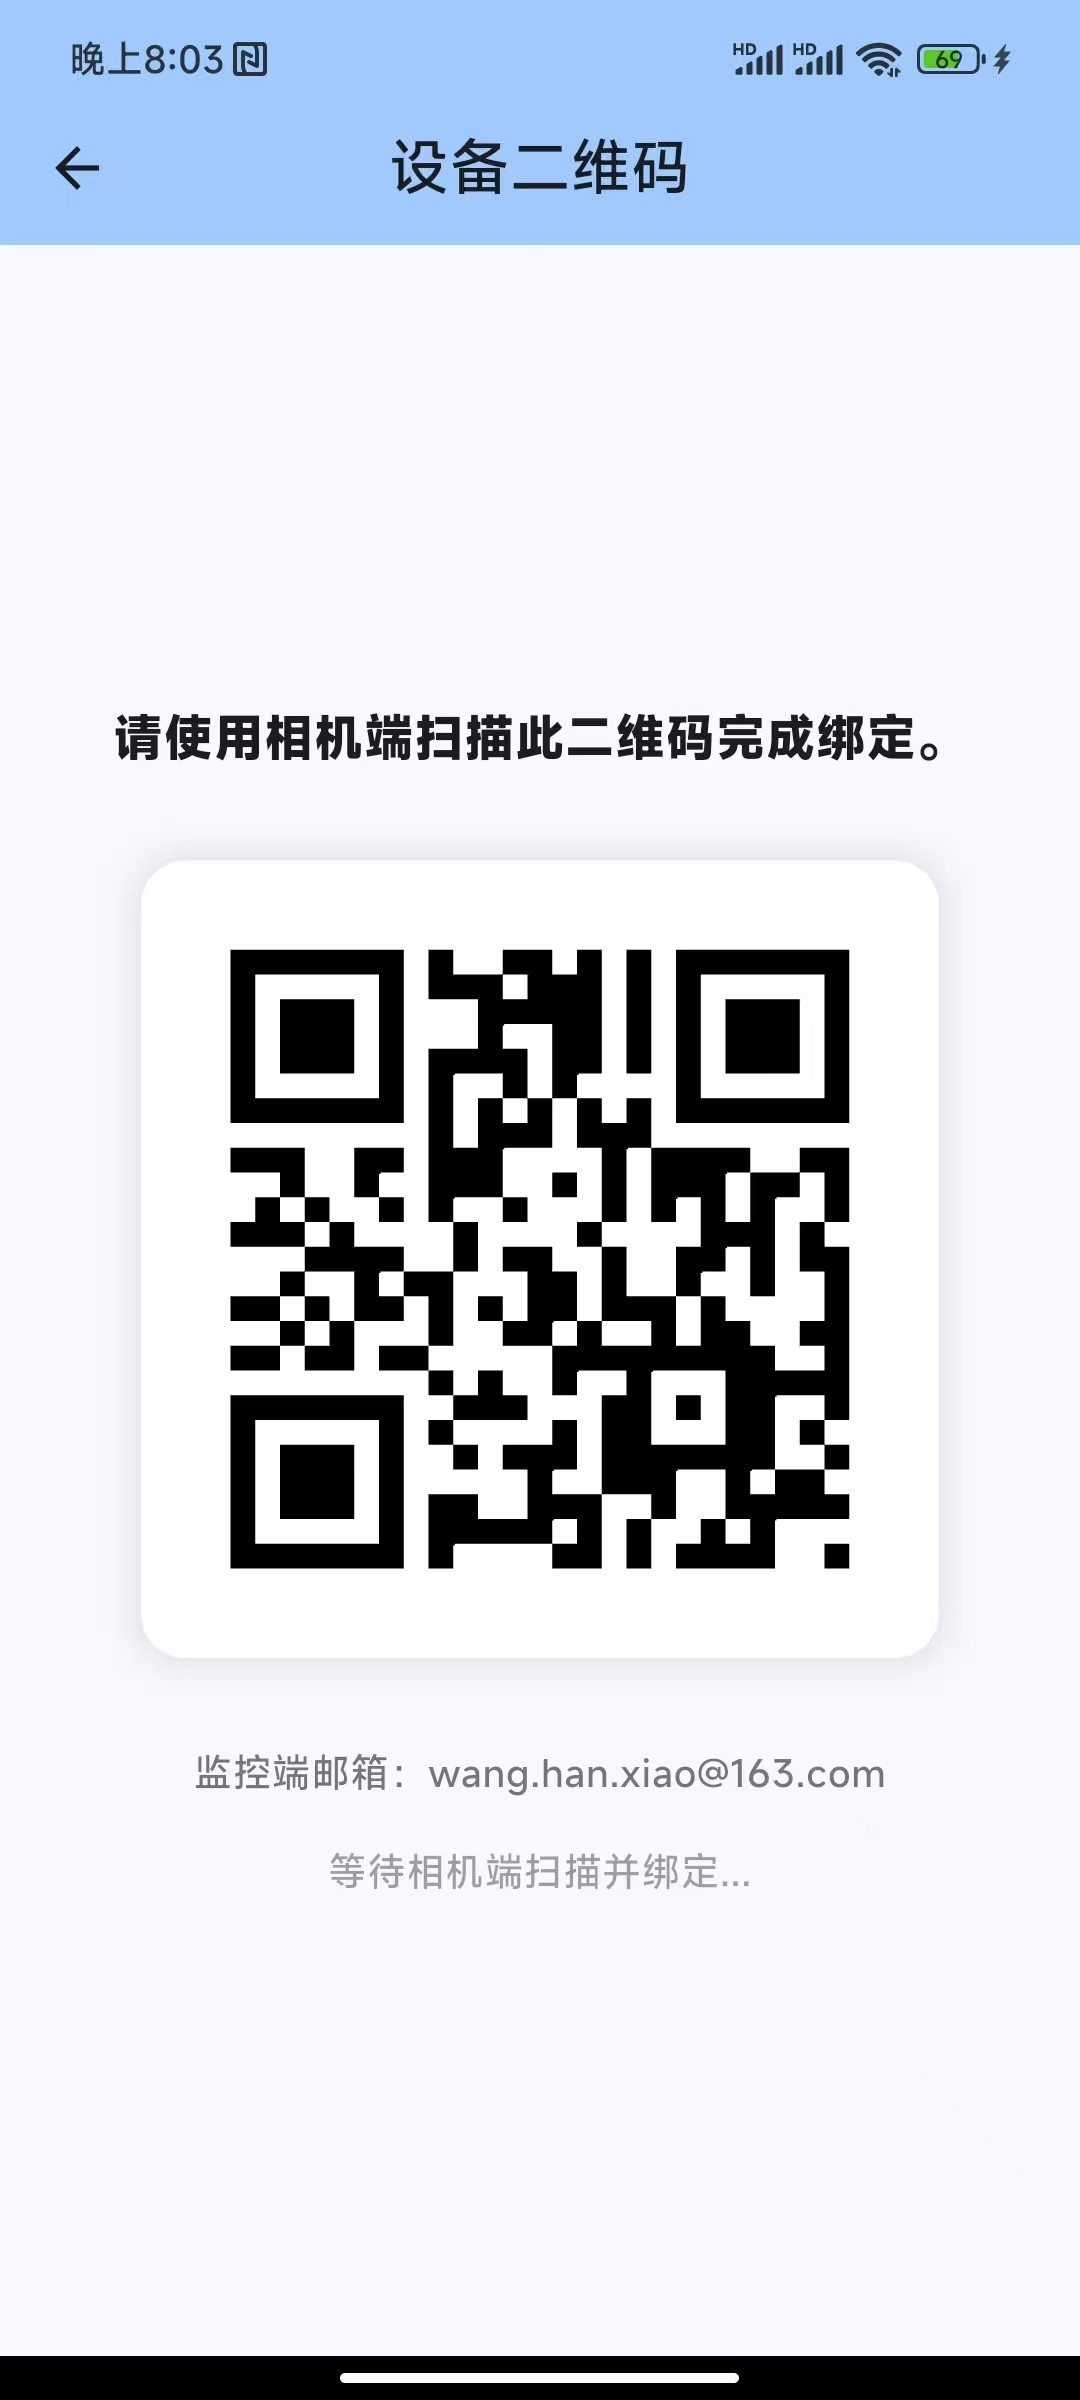 晚上8:03
HD HD 69
设备二维码
请使用相机端扫描此二维码完成绑定。
监控端邮箱：wang.han.xiao@163.com
等待相机端扫描并绑定...